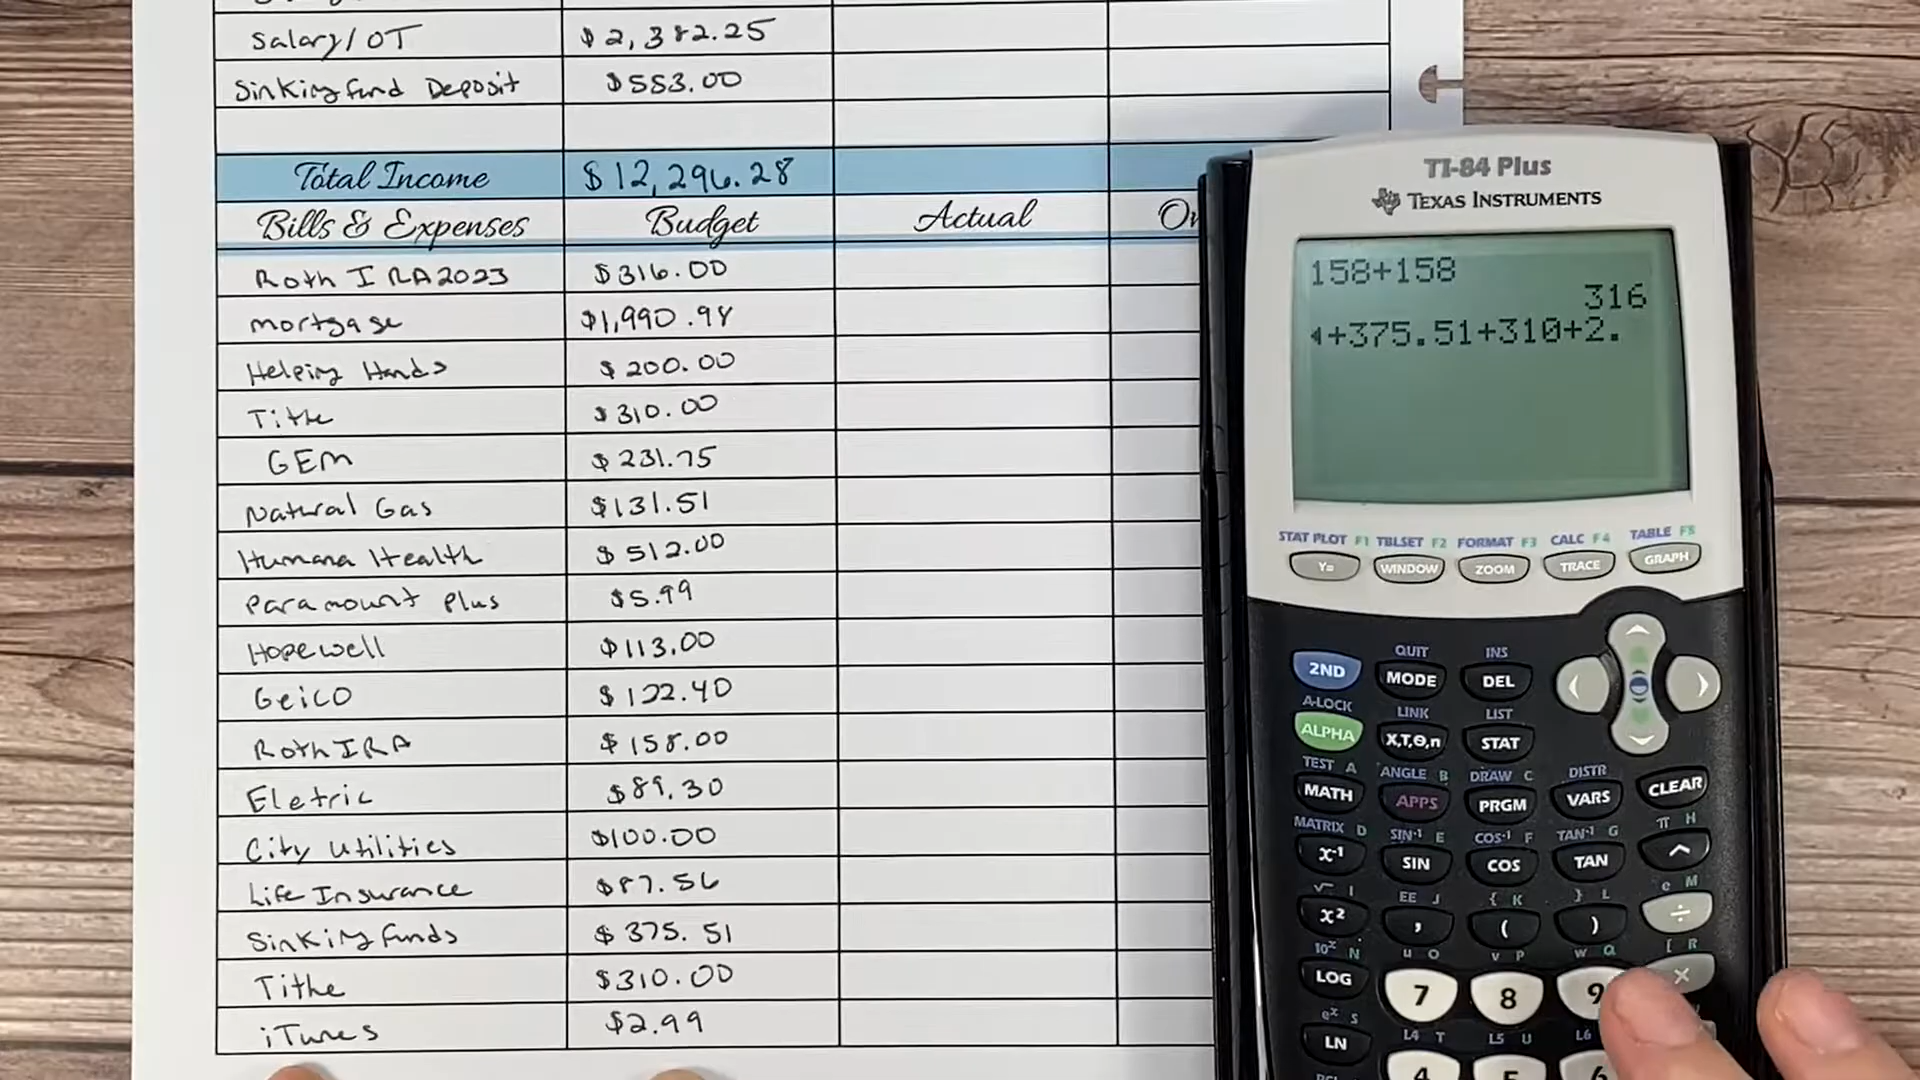 Salary/OT $2,382.25
Sinking fund Deposit $553.00
Total Income $12,296.28
Bills & Expenses Budget Actual
Roth IRA2023 $316.00
mortgage $1,990.98
Helping Hands $200.00
Tithe $310.00
GEM $231.75
Natural Gas $131.51
Humana Health $512.00
Paramount Plus $5.99
Hopewell $113.00
GeiCO $122.40
Roth IRA $158.00
Eletric $89.30
City Utilities $100.00
Life Insurance $87.56
Sinking funds $375.51
Tithe $310.00
iTunes $2.99
TI-84 Plus
TEXAS INSTRUMENTS
158+158
316
+375.51+310+2.
STAT PLOT F1 TBLSET F2 FORMAT F3 CALC F4 TABLE F5
Y= WINDOW ZOOM TRACE GRAPH
QUIT INS
2ND MODE DEL
A-LOCK LINK LIST
ALPHA X,T,Θ,n STAT
TEST A ANGLE B DRAW C DISTR
MATH APPS PRGM VARS CLEAR
MATRIX D SIN-1 E COS-1 F TAN-1 G π H
x-1 SIN COS TAN ^
√ I EE J { K } L e M
x² , ( ) ÷
10x N u O v P w Q [ R
LOG 7 8 9 ×
ex S L4 T L5 U L6
LN 4 5 6